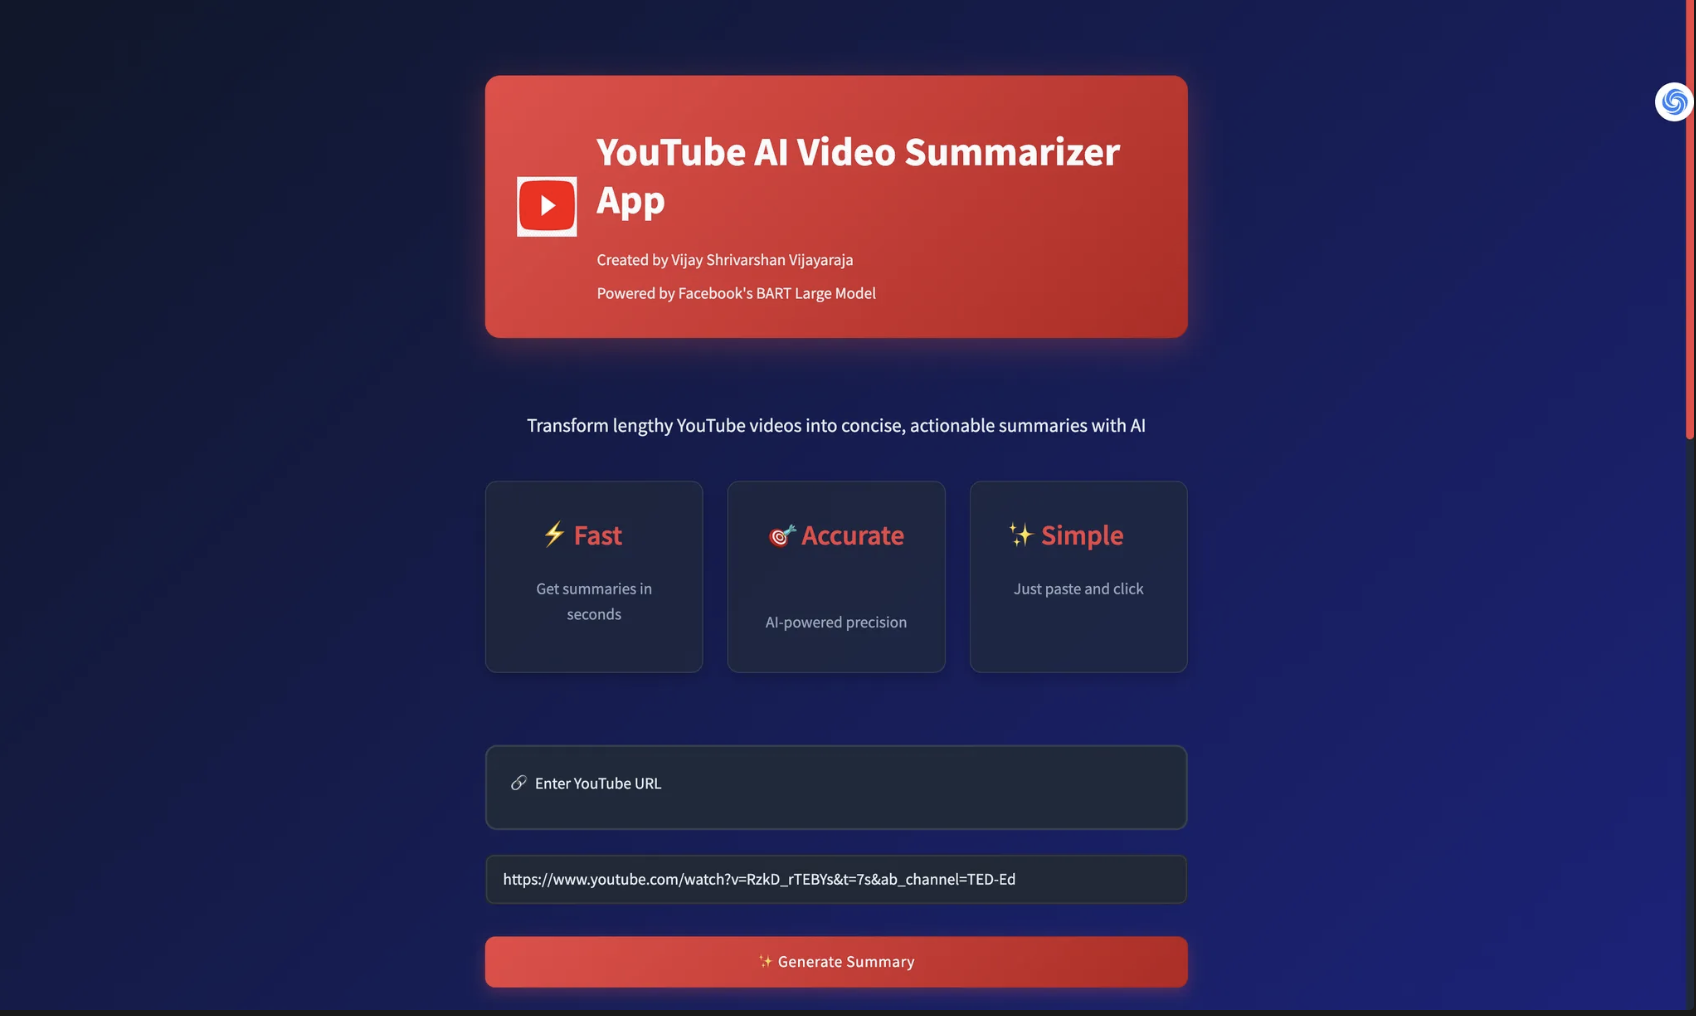 YouTube AI Video Summarizer
App
Created by Vijay Shrivarshan Vijayaraja
Powered by Facebook's BART Large Model
Transform lengthy YouTube videos into concise, actionable summaries with AI
⚡ Fast
Get summaries in
seconds
🎯 Accurate
AI-powered precision
✨ Simple
Just paste and click
🔗 Enter YouTube URL
https://www.youtube.com/watch?v=RzkD_rTEBYs&t=7s&ab_channel=TED-Ed
✨ Generate Summary